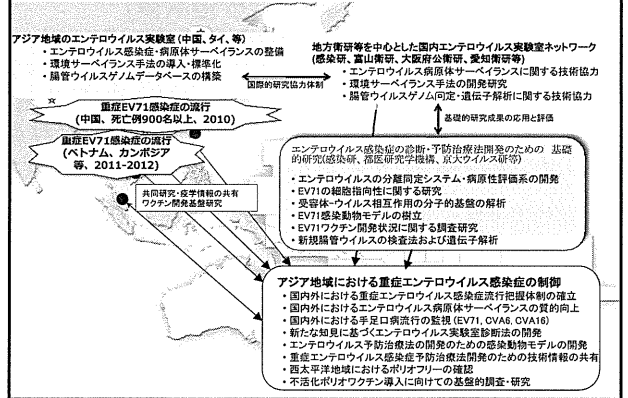 アジア地域のエンテロウイルス実験室(中国、タイ、等)
・エンテロウイルス感染症・病原体サーベイランスの整備
・環境サーベイランス手法の導入・標準化
・腸管ウイルスゲノムデータベースの構築
国際的研究協力体制
地方衛研等を中心とした国内エンテロウイルス実験室ネットワーク
(感染研、富山衛研、大阪府公衛研、愛知衛研等)
・エンテロウイルス病原体サーベイランスに関する技術協力
・環境サーベイランス手法の開発研究
・腸管ウイルスゲノム同定・遺伝子解析に関する技術協力
重症EV71感染症の流行
(中国、死亡例900名以上、2010)
重症EV71感染症の流行
(ベトナム、カンボジア
等、2011-2012)
共同研究・疫学情報の共有
ワクチン開発基盤研究
基礎的研究成果の応用と評価
エンテロウイルス感染症の診断・予防治療法開発のための 基礎
的研究(感染研、都医研究学機構、京大ウイルス研等)
・エンテロウイルスの分離同定システム・病原性評価系の開発
・EV71の細胞指向性に関する研究
・受容体-ウイルス相互作用の分子的基盤の解析
・EV71感染動物モデルの樹立
・EV71ワクチン開発状況に関する調査研究
・新規腸管ウイルスの検査法および遺伝子解析
アジア地域における重症エンテロウイルス感染症の制御
・国内外における重症エンテロウイルス感染症流行把握体制の確立
・国内外におけるエンテロウイルス病原体サーベイランスの質的向上
・国内外における手足口病流行の監視(EV71, CVA6, CVA16)
・新たな知見に基づくエンテロウイルス実験室診断法の開発
・エンテロウイルス予防治療法の開発のための感染動物モデルの開発
・重症エンテロウイルス感染症予防治療法開発のための技術情報の共有
・西太平洋地域におけるポリオフリーの確認
・不活化ポリオワクチン導入に向けての基盤的調査・研究